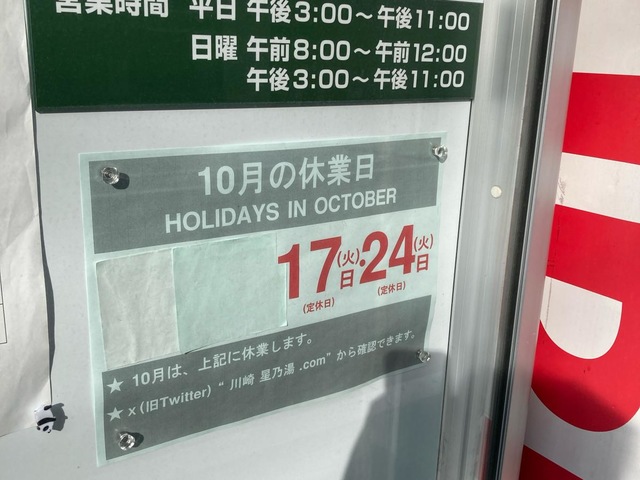 営業時間 平日 午後3:00～午後11:00
日曜 午前8:00～午前12:00
午後3:00～午後11:00
10月の休業日
HOLIDAYS IN OCTOBER
17日(火)・24日(火)
(定休日) (定休日)
★ 10月は、上記に休業します。
★ x(旧Twitter)“川崎 星乃湯 .com”から確認できます。